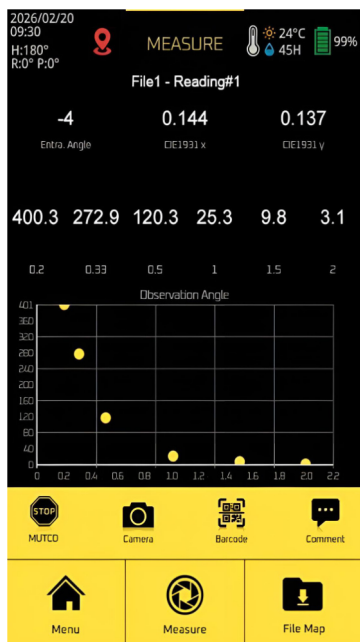 2026/02/20
09:30
H:180°
R:0° P:0°
MEASURE
24°C
45H
99%
File1 - Reading#1
-4 0.144 0.137
Entra. Angle CIE1931 x CIE1931 y
400.3 272.9 120.3 25.3 9.8 3.1
0.2 0.33 0.5 1 1.5 2
Observation Angle
401
360
320
280
240
200
160
120
80
40
0
0 0.2 0.4 0.6 0.8 1.0 1.2 1.4 1.6 1.8 2.0 2.2
STOP
MUTCD Camera Barcode Comment
Menu Measure File Map